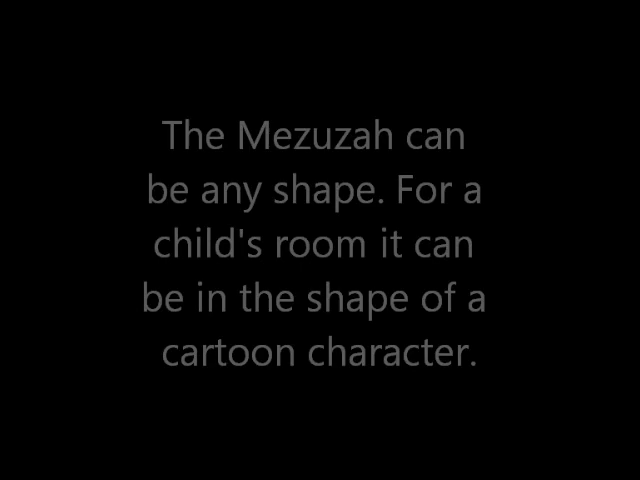 The Mezuzah can
be any shape. For a
child's room it can
be in the shape of a
cartoon character.